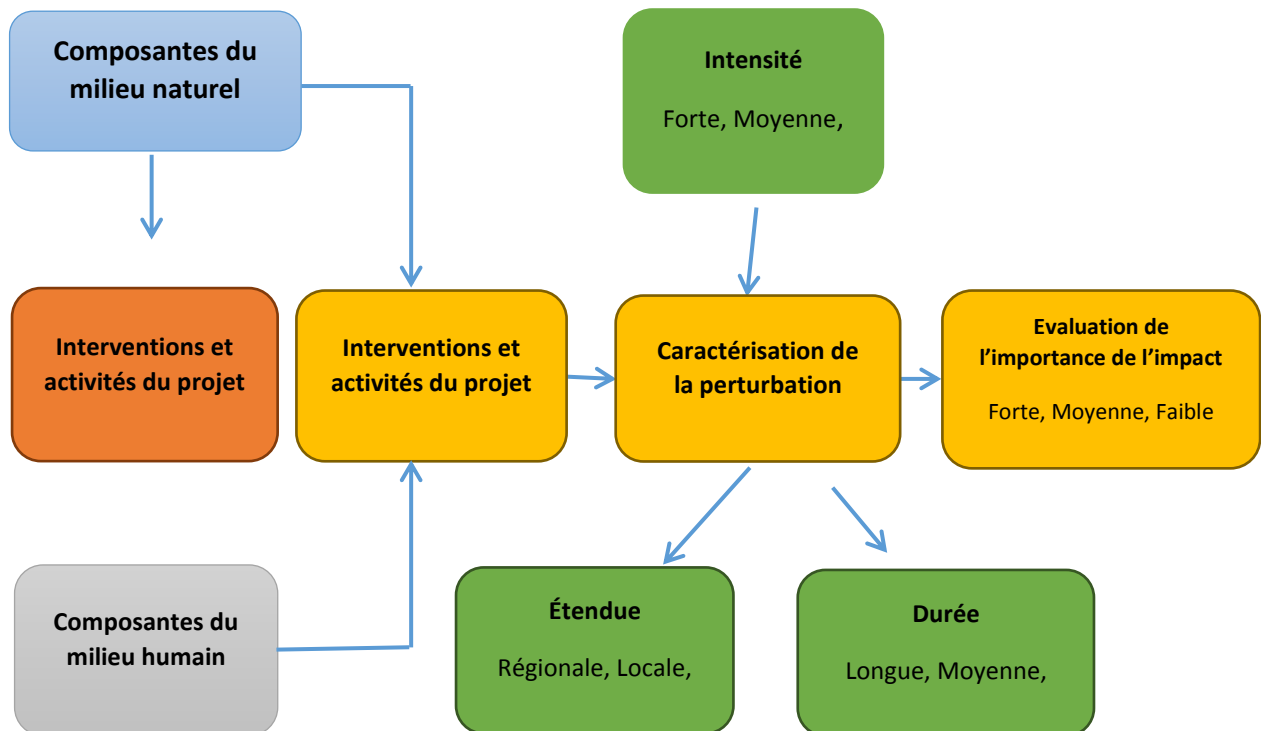 Composantes du
milieu naturel
Intensité
Forte, Moyenne,
Interventions et
activités du projet
Interventions et
activités du projet
Caractérisation de
la perturbation
Evaluation de
l’importance de l’impact
Forte, Moyenne, Faible
Composantes du
milieu humain
Étendue
Régionale, Locale,
Durée
Longue, Moyenne,